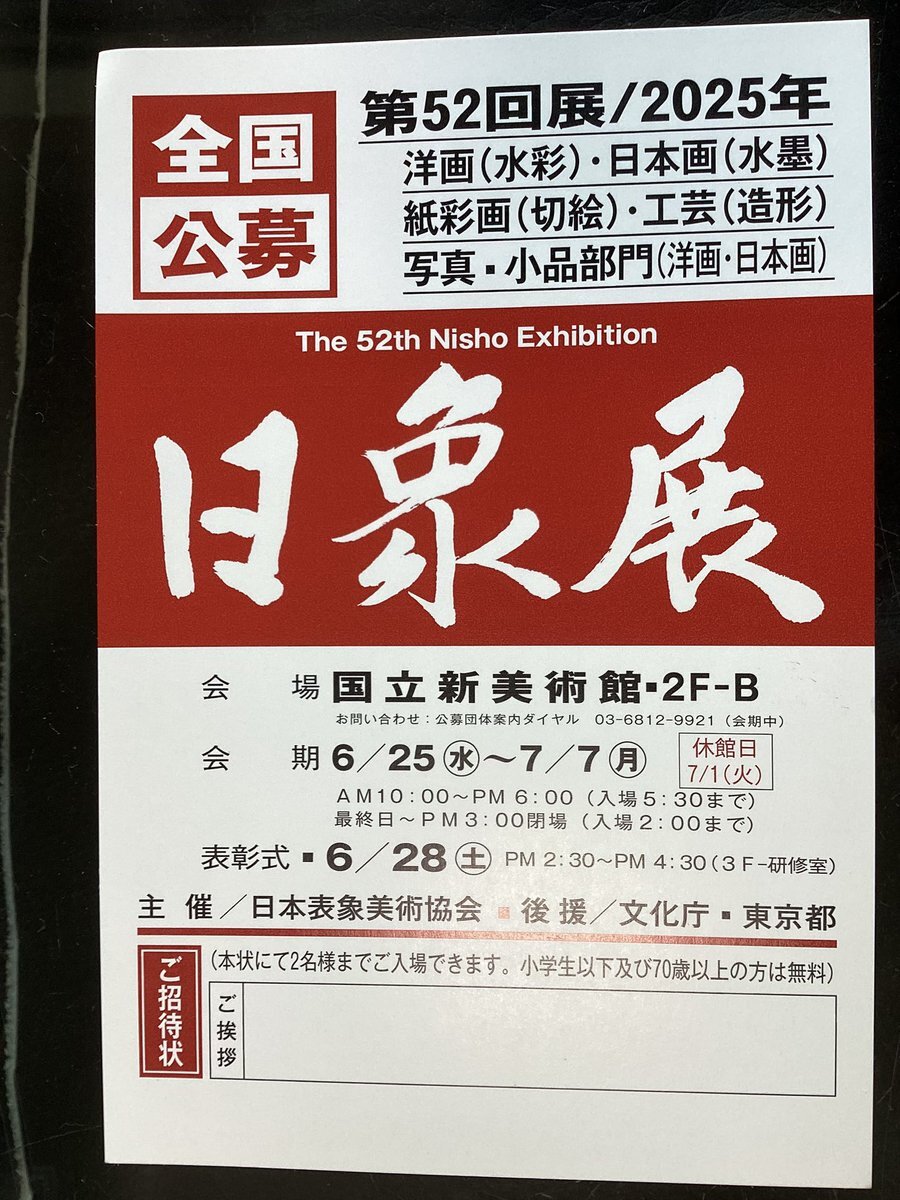 全国
公募
第52回展/2025年
洋画(水彩)・日本画(水墨)
紙彩画(切絵)・工芸(造形)
写真・小品部門(洋画・日本画)
The 52th Nisho Exhibition
日象展
会場 国立新美術館・2F-B
お問い合わせ：公募団体案内ダイヤル 03-6812-9921（会期中）
会期 6／25㊌〜7／7㊊
休館日
7/1(火)
AM10：00〜PM 6：00（入場5：30まで）
最終日〜PM3：00閉場（入場2：00まで）
表彰式・6／28㊏ PM 2：30〜PM 4：30(３F-研修室)
主催／日本表象美術協会 ・ 後援／文化庁・東京都
ご招待状
(本状にて2名様までご入場できます。小学生以下及び70歳以上の方は無料)
ご挨拶